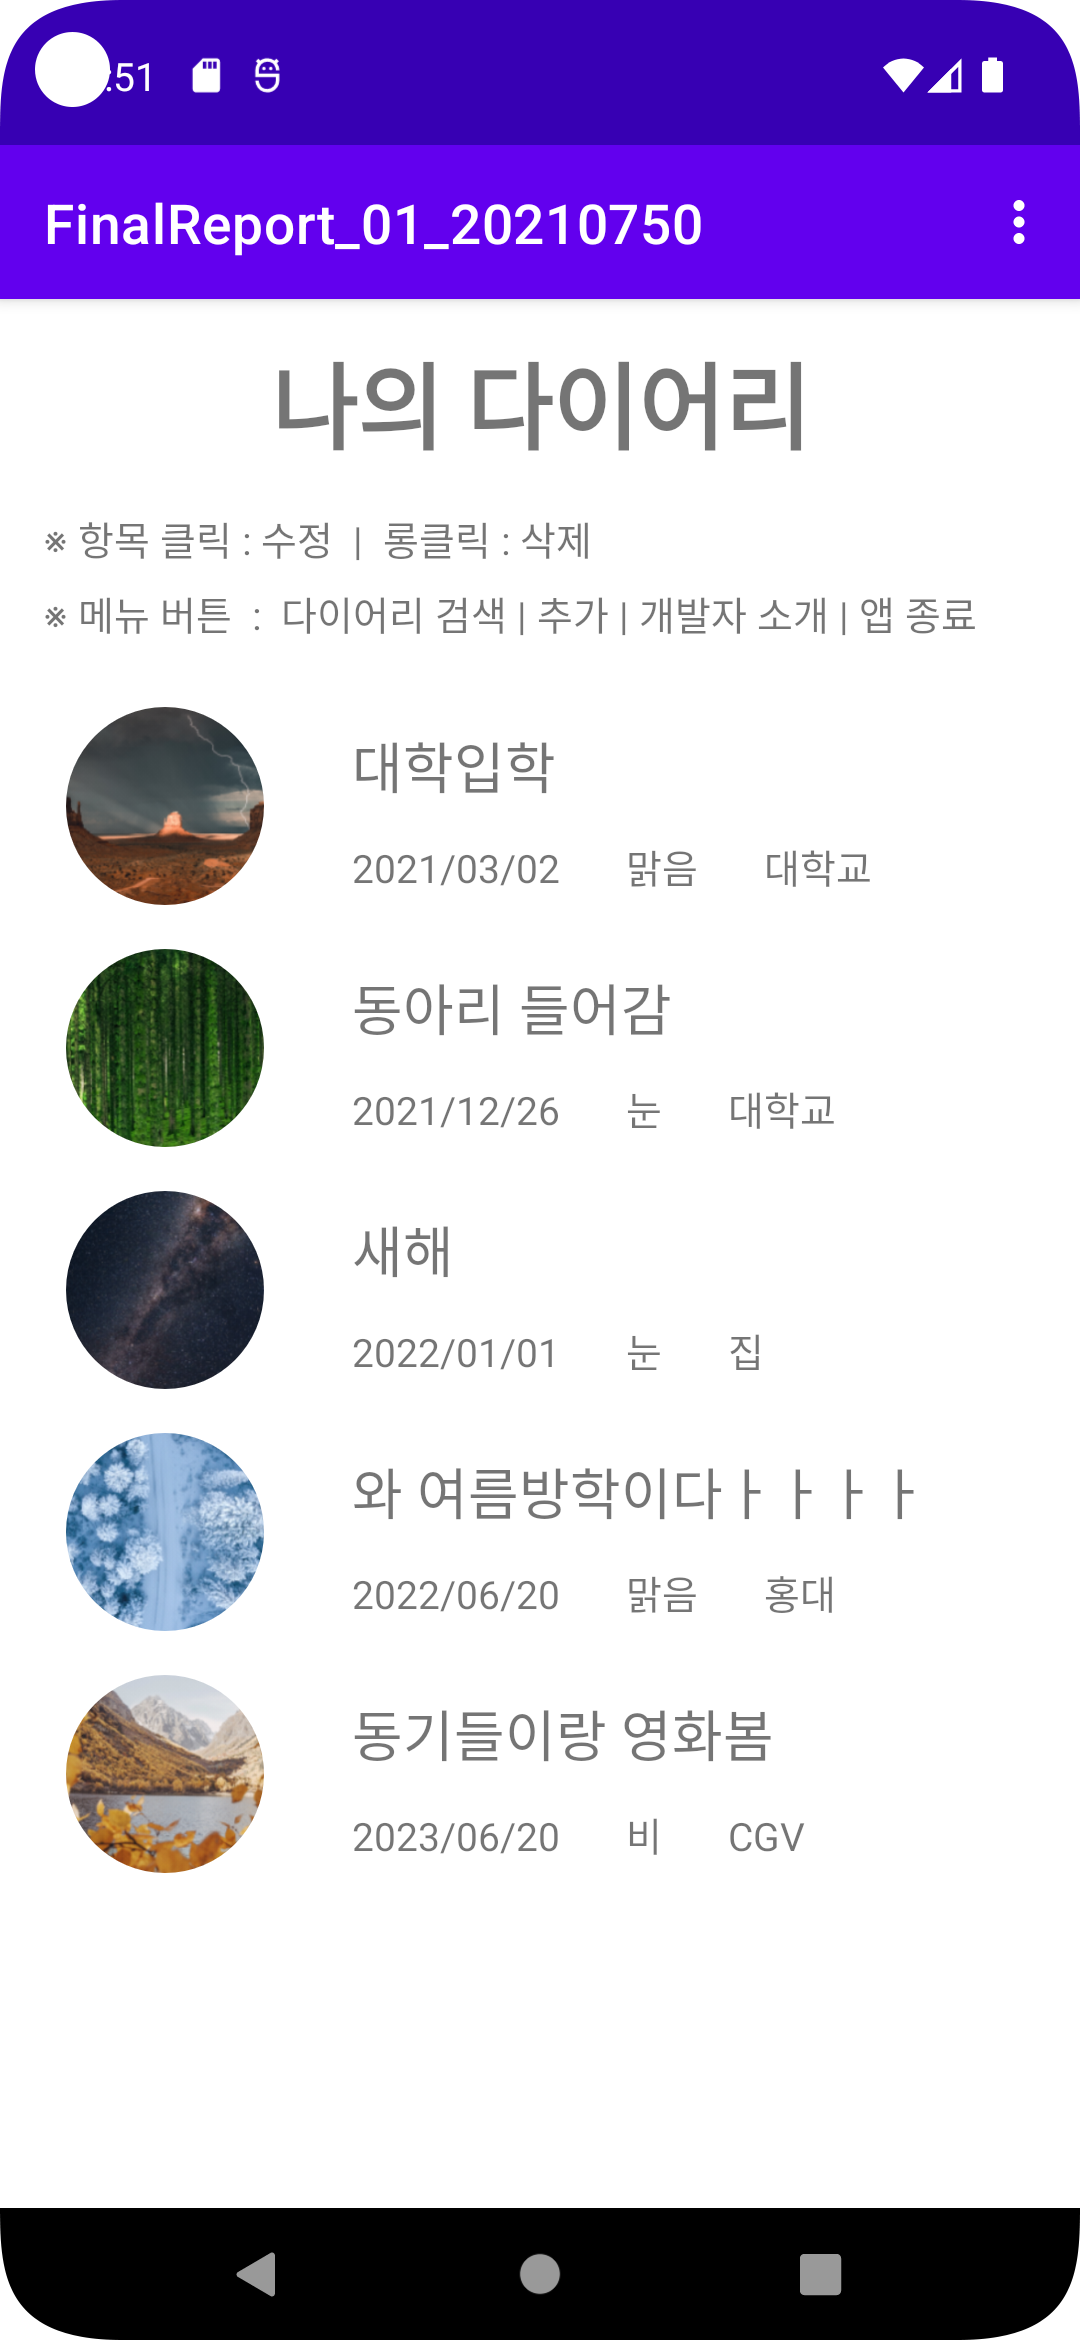 :51
FinalReport_01_20210750
나의 다이어리
※ 항목 클릭 : 수정 | 롱클릭 : 삭제
※ 메뉴 버튼 : 다이어리 검색 | 추가 | 개발자 소개 | 앱 종료
대학입학
2021/03/02 맑음 대학교
동아리 들어감
2021/12/26 눈 대학교
새해
2022/01/01 눈 집
와 여름방학이다ㅏㅏㅏㅏ
2022/06/20 맑음 홍대
동기들이랑 영화봄
2023/06/20 비 CGV